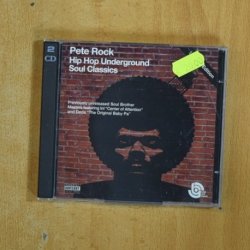 2
CD
Pete Rock
Hip Hop Underground
Soul Classics
Previously unreleased Soul Brother
Masters featuring Ini "Center of Attention"
and Deda "The Original Baby Pa"